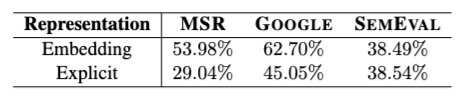 Representation MSR GOOGLE SEMEVAL
Embedding 53.98% 62.70% 38.49%
Explicit 29.04% 45.05% 38.54%